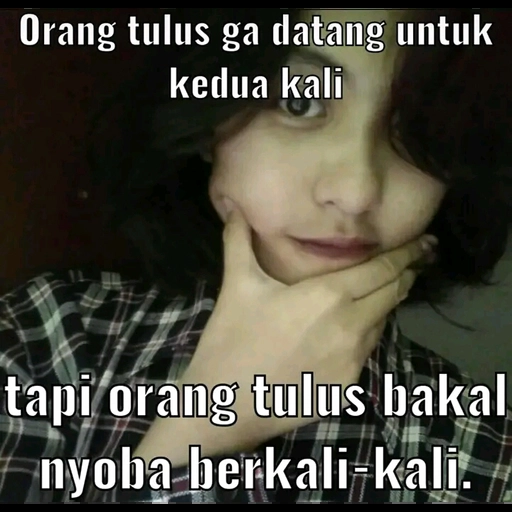 Orang tulus ga datang untuk
kedua kali
tapi orang tulus bakal
nyoba berkali-kali.